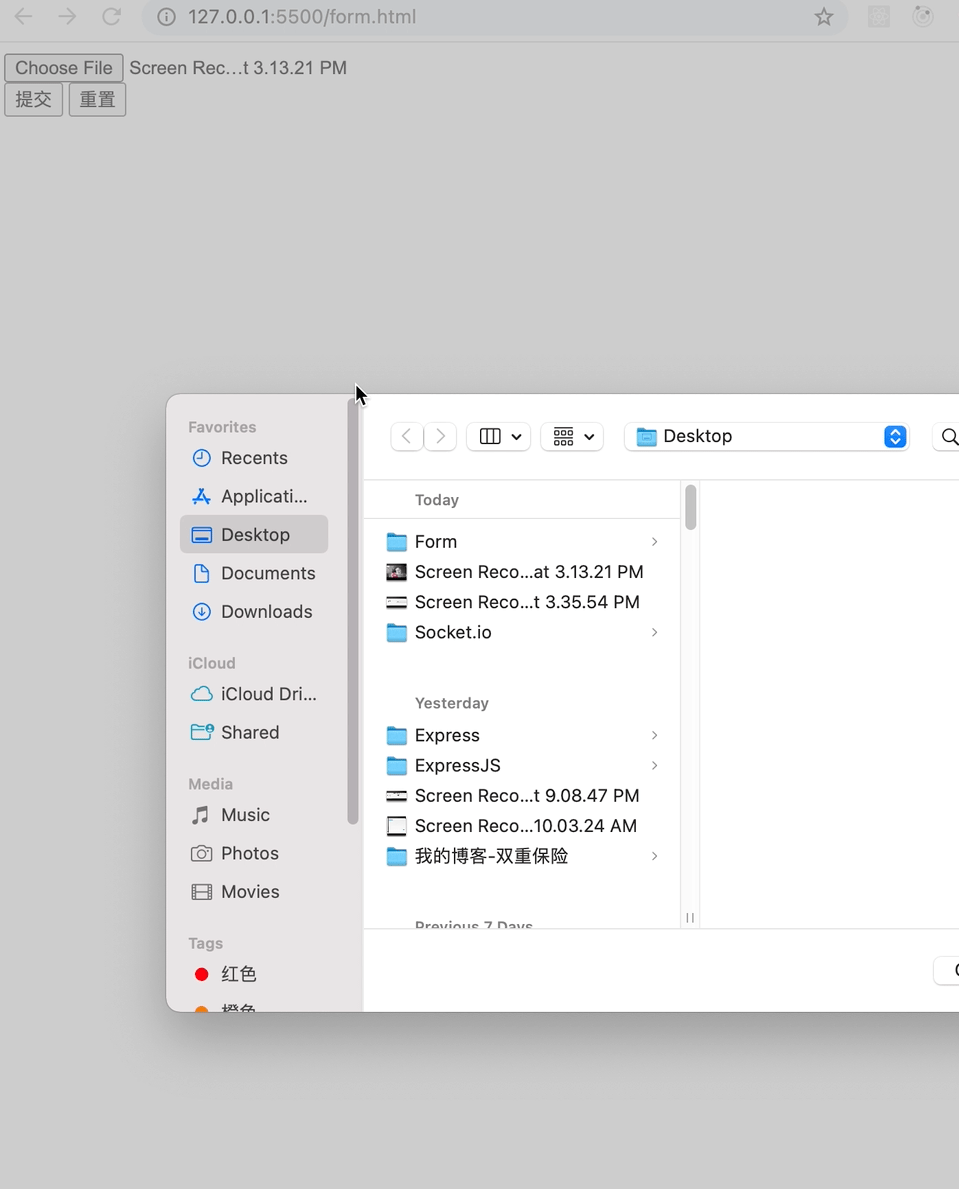 127.0.0.1:5500/form.html
Choose File Screen Rec...t 3.13.21 PM
提交 重置
Favorites
Recents
Applicati...
Desktop
Documents
Downloads
iCloud
iCloud Dri...
Shared
Media
Music
Photos
Movies
Tags
红色
橙色
Desktop
Today
Form
Screen Reco...at 3.13.21 PM
Screen Reco...t 3.35.54 PM
Socket.io
Yesterday
Express
ExpressJS
Screen Reco...t 9.08.47 PM
Screen Reco...10.03.24 AM
我的博客-双重保险
Previous 7 Days